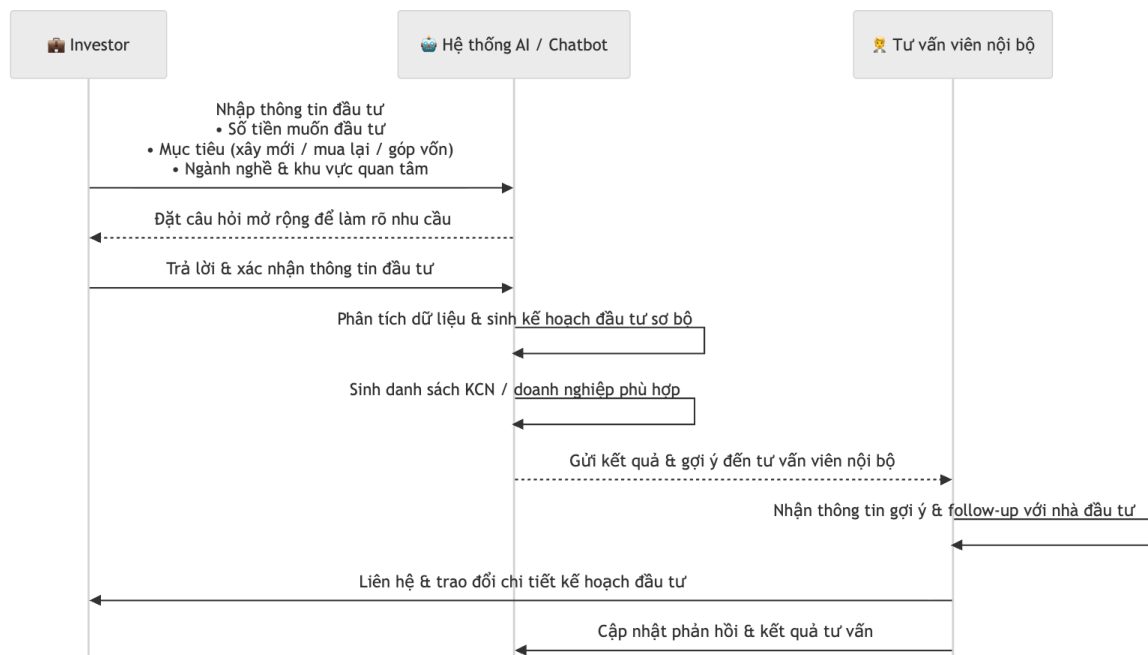 💼 Investor
🤖 Hệ thống AI / Chatbot
🧑‍💼 Tư vấn viên nội bộ
Nhập thông tin đầu tư
• Số tiền muốn đầu tư
• Mục tiêu (xây mới / mua lại / góp vốn)
• Ngành nghề & khu vực quan tâm
Đặt câu hỏi mở rộng để làm rõ nhu cầu
Trả lời & xác nhận thông tin đầu tư
Phân tích dữ liệu & sinh kế hoạch đầu tư sơ bộ
Sinh danh sách KCN / doanh nghiệp phù hợp
Gửi kết quả & gợi ý đến tư vấn viên nội bộ
Nhận thông tin gợi ý & follow-up với nhà đầu tư
Liên hệ & trao đổi chi tiết kế hoạch đầu tư
Cập nhật phản hồi & kết quả tư vấn